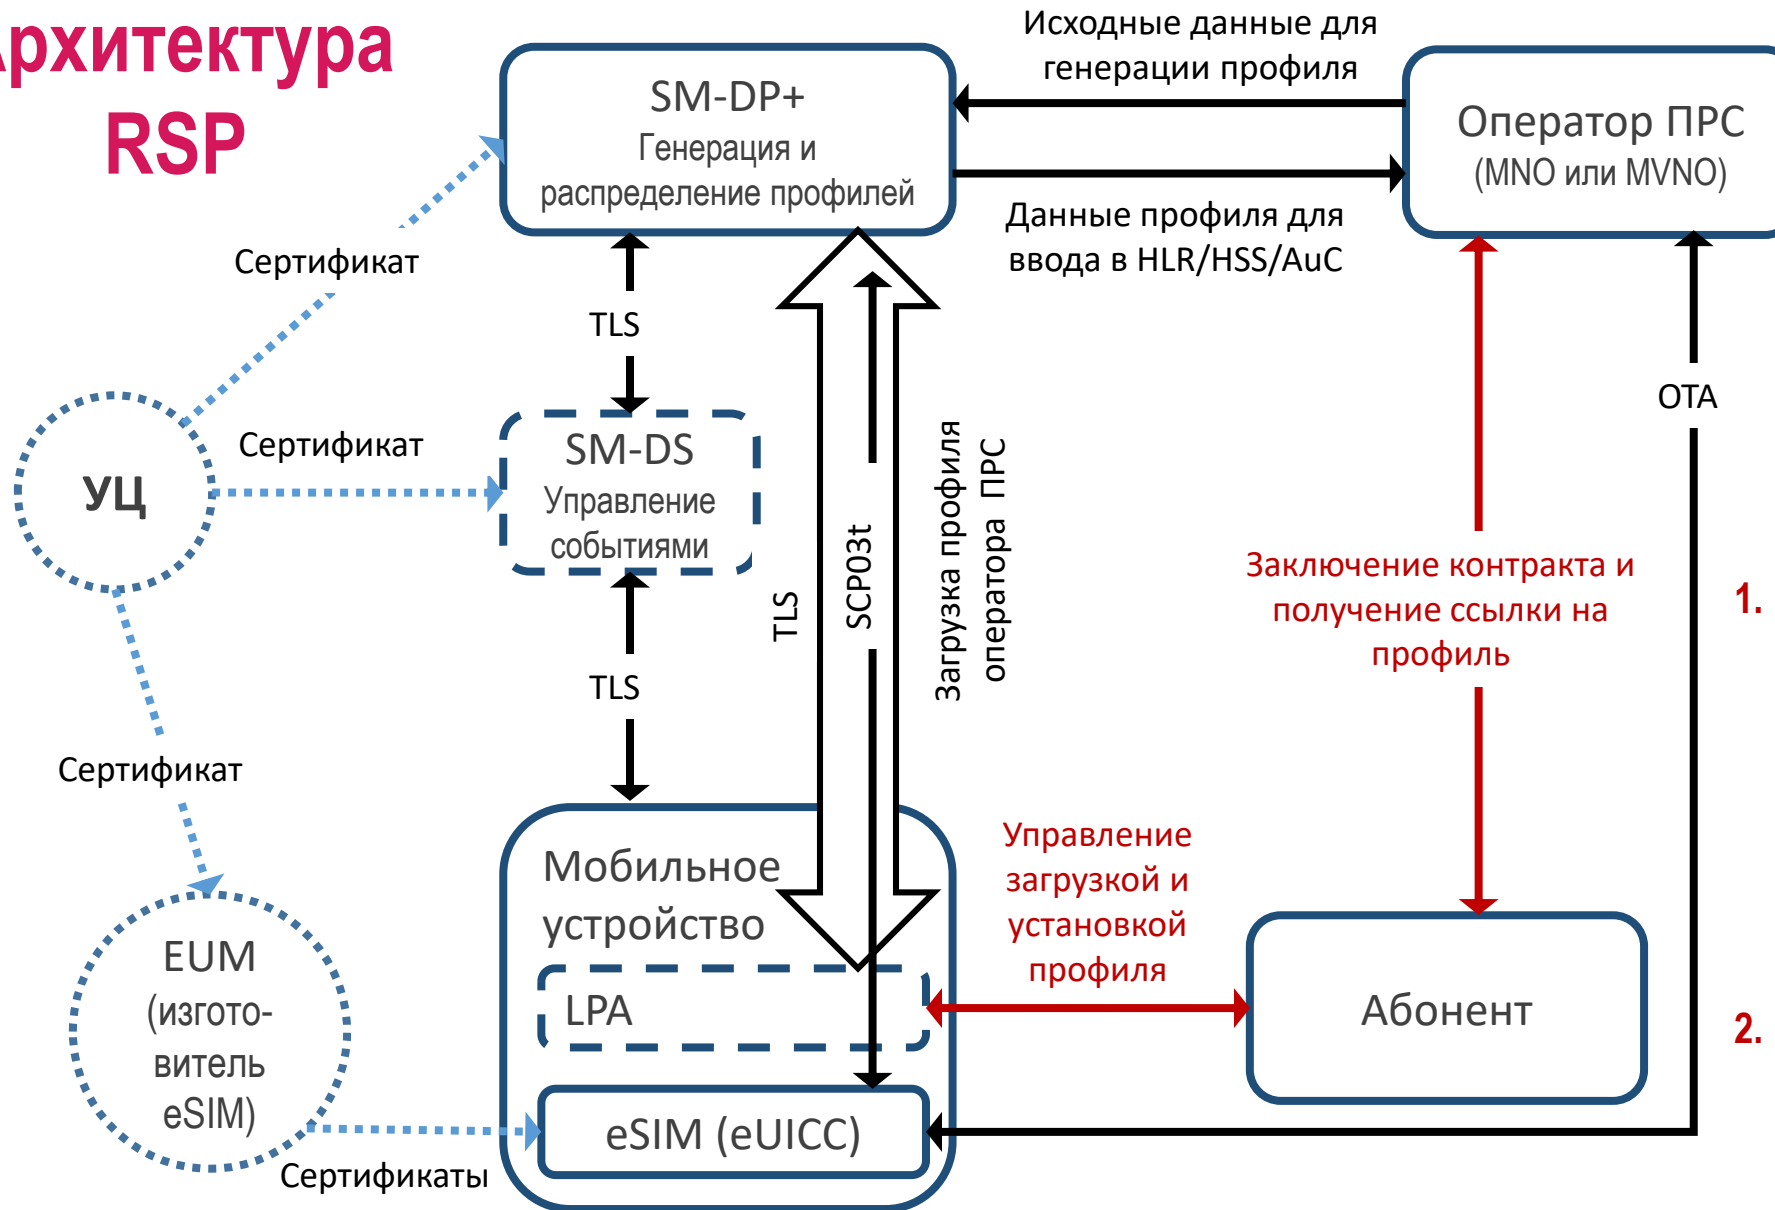 Архитектура
RSP
Исходные данные для
генерации профиля
SM-DP+
Генерация и
распределение профилей
Оператор ПРС
(MNO или MVNO)
Данные профиля для
ввода в HLR/HSS/AuC
Сертификат
TLS
OTA
Сертификат
SM-DS
Управление
событиями
УЦ
TLS
SCP03t
Загрузка профиля
оператора ПРС
Заключение контракта и
получение ссылки на
профиль
1.
TLS
Сертификат
Мобильное
устройство
Управление
загрузкой и
установкой
профиля
EUM
(изгото-
витель
eSIM)
LPA
Абонент
2.
eSIM (eUICC)
Сертификаты